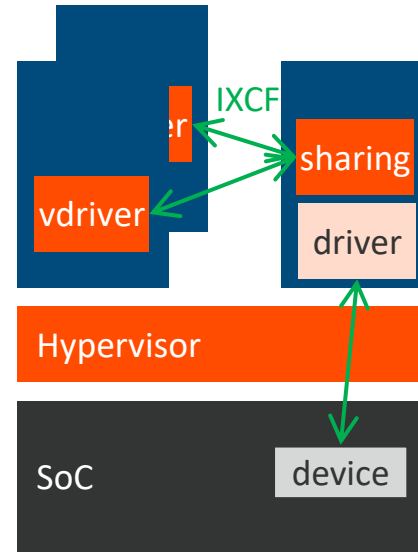 IXCF
er
sharing
vdriver
driver
Hypervisor
SoC
device